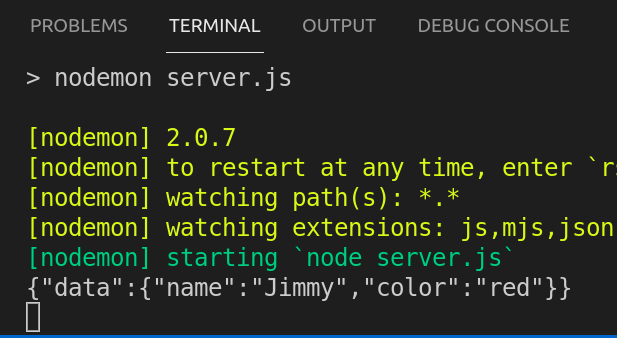 PROBLEMS TERMINAL OUTPUT DEBUG CONSOLE
> nodemon server.js
[nodemon] 2.0.7
[nodemon] to restart at any time, enter `rs
[nodemon] watching path(s): *.*
[nodemon] watching extensions: js,mjs,json
[nodemon] starting `node server.js`
{"data":{"name":"Jimmy","color":"red"}}